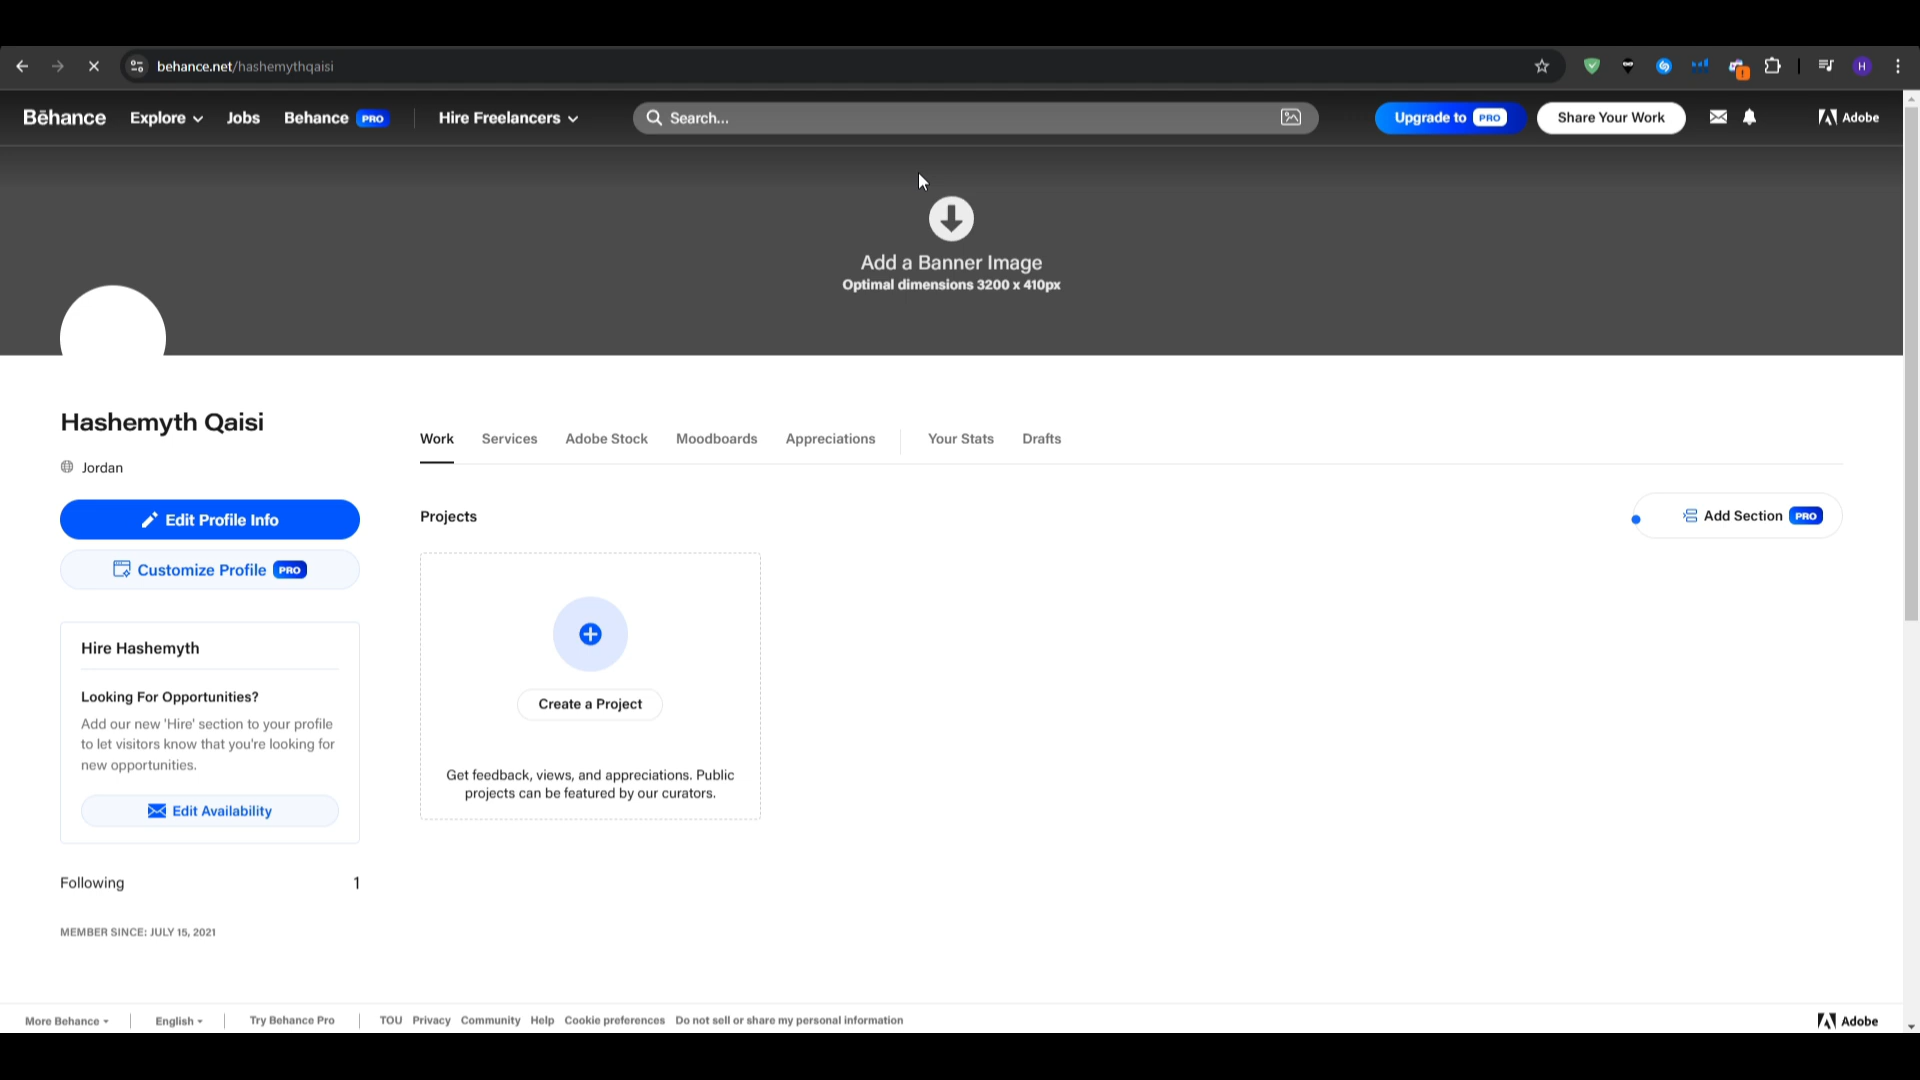 behance.net/hashemythqaisi
H
Bēhance Explore Jobs Behance PRO Hire Freelancers Search... Upgrade to PRO Share Your Work Adobe
Add a Banner Image
Optimal dimensions 3200 x 410px
Hashemyth Qaisi
Jordan
Edit Profile Info
Customize Profile PRO
Hire Hashemyth
Looking For Opportunities?
Add our new 'Hire' section to your profile
to let visitors know that you're looking for
new opportunities.
Edit Availability
Following 1
MEMBER SINCE: JULY 15, 2021
Work Services Adobe Stock Moodboards Appreciations Your Stats Drafts
Projects
Add Section PRO
Create a Project
Get feedback, views, and appreciations. Public
projects can be featured by our curators.
More Behance English Try Behance Pro TOU Privacy Community Help Cookie preferences Do not sell or share my personal information Adobe